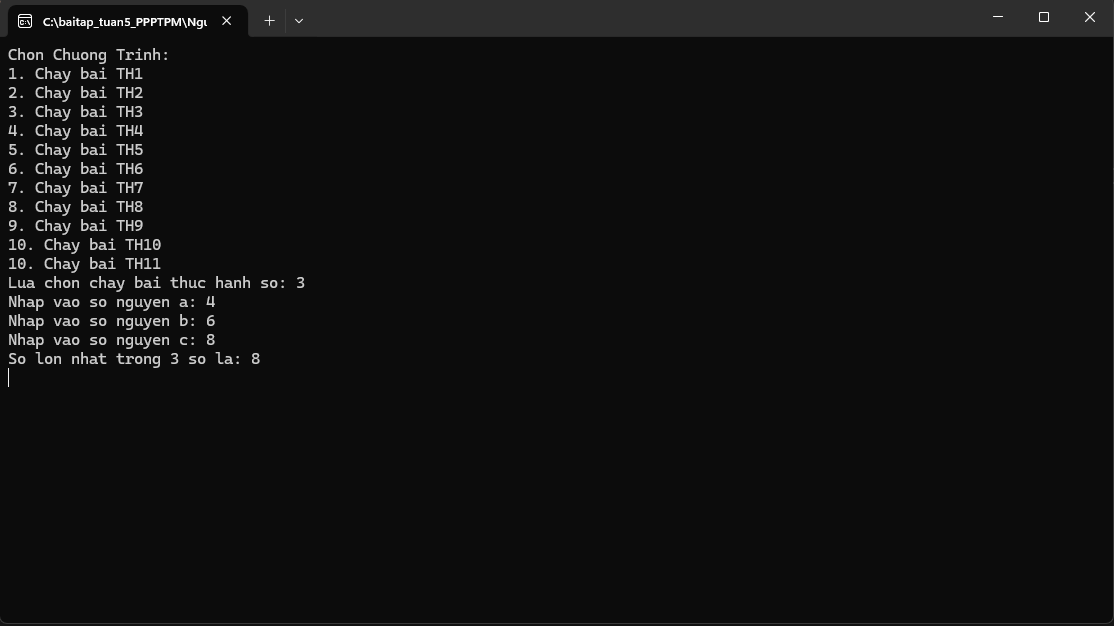 C:\baitap_tuan5_PPPTPM\Ngu
Chon Chuong Trinh:
1. Chay bai TH1
2. Chay bai TH2
3. Chay bai TH3
4. Chay bai TH4
5. Chay bai TH5
6. Chay bai TH6
7. Chay bai TH7
8. Chay bai TH8
9. Chay bai TH9
10. Chay bai TH10
10. Chay bai TH11
Lua chon chay bai thuc hanh so: 3
Nhap vao so nguyen a: 4
Nhap vao so nguyen b: 6
Nhap vao so nguyen c: 8
So lon nhat trong 3 so la: 8